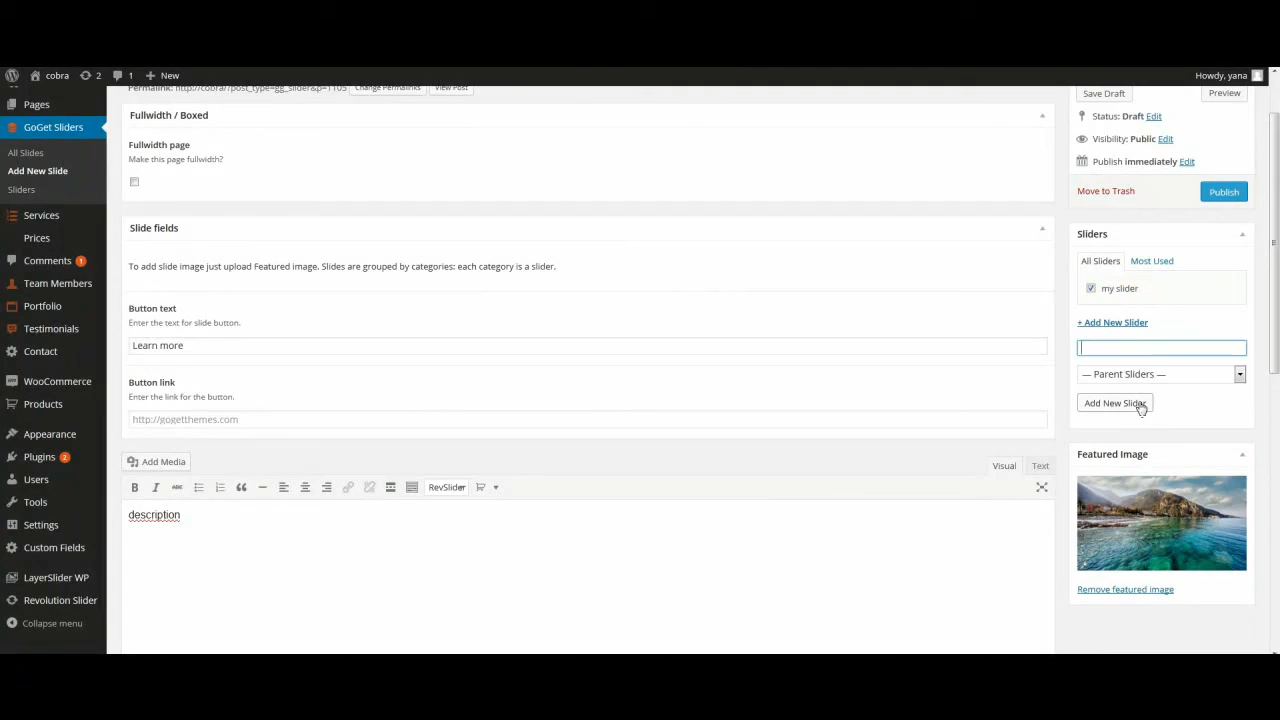 cobra 2 1 New Howdy, yana
Permalink: http://cobra/?post_type=gg_slider&p=1105 Change Permalinks View Post
Pages
GoGet Sliders
All Slides
Add New Slide
Sliders
Services
Prices
Comments 1
Team Members
Portfolio
Testimonials
Contact
WooCommerce
Products
Appearance
Plugins 2
Users
Tools
Settings
Custom Fields
LayerSlider WP
Revolution Slider
Collapse menu
Fullwidth / Boxed
Fullwidth page
Make this page fullwidth?
Slide fields
To add slide image just upload Featured image. Slides are grouped by categories: each category is a slider.
Button text
Enter the text for slide button.
Learn more
Button link
Enter the link for the button.
http://gogetthemes.com
Add Media
Visual Text
B I ABC RevSlider
description
Save Draft Preview
Status: Draft Edit
Visibility: Public Edit
Publish immediately Edit
Move to Trash Publish
Sliders
All Sliders Most Used
my slider
+ Add New Slider
— Parent Sliders —
Add New Slider
Featured Image
Remove featured image